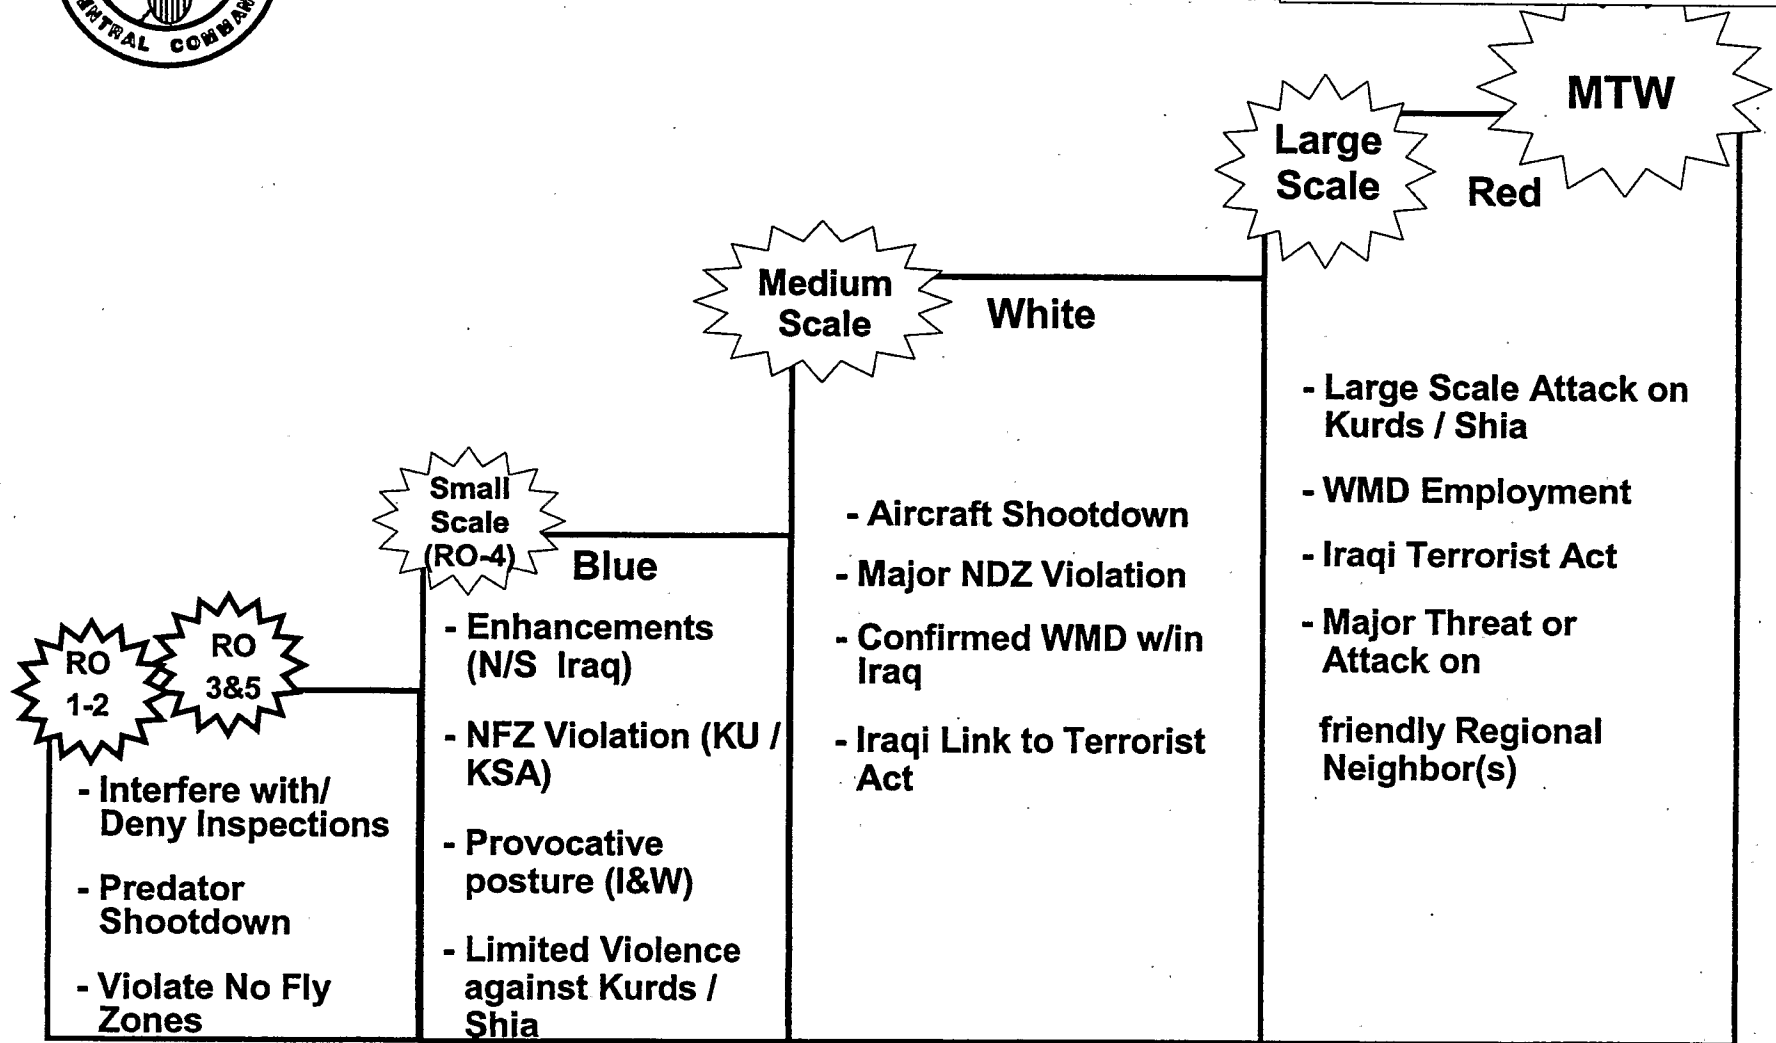 ENTRAL COMMAN
MTW
Large
Scale
Red
Medium
Scale
White
- Large Scale Attack on
Kurds / Shia
- WMD Employment
- Iraqi Terrorist Act
- Major Threat or
Attack on
friendly Regional
Neighbor(s)
Small
Scale
(RO-4)
Blue
- Aircraft Shootdown
- Major NDZ Violation
- Confirmed WMD w/in
Iraq
- Iraqi Link to Terrorist
Act
- Enhancements
(N/S Iraq)
- NFZ Violation (KU /
KSA)
- Provocative
posture (I&W)
- Limited Violence
against Kurds /
Shia
RO
1-2
RO
3&5
- Interfere with/
Deny Inspections
- Predator
Shootdown
- Violate No Fly
Zones